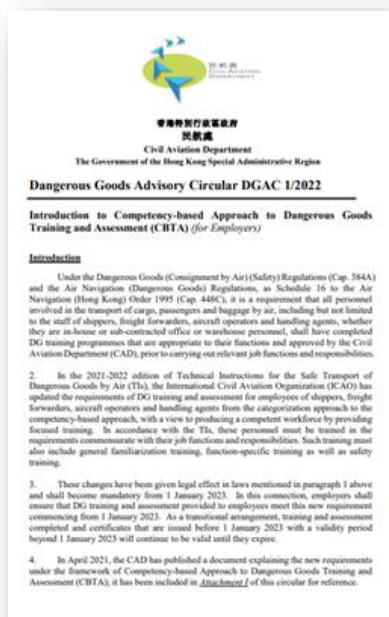 民航處
CIVIL AVIATION
DEPARTMENT
香港特別行政區政府
民航處
Civil Aviation Department
The Government of the Hong Kong Special Administrative Region
Dangerous Goods Advisory Circular DGAC 1/2022
Introduction to Competency-based Approach to Dangerous Goods
Training and Assessment (CBTA) (for Employers)
Introduction
Under the Dangerous Goods (Consignment by Air) (Safety) Regulations (Cap. 384A)
and the Air Navigation (Dangerous Goods) Regulations, as Schedule 16 to the Air
Navigation (Hong Kong) Order 1995 (Cap. 448C), it is a requirement that all personnel
involved in the transport of cargo, passengers and baggage by air, including but not limited
to the staff of shippers, freight forwarders, aircraft operators and handling agents, whether
they are in-house or sub-contracted office or warehouse personnel, shall have completed
DG training programmes that are appropriate to their functions and approved by the Civil
Aviation Department (CAD), prior to carrying out relevant job functions and responsibilities.
2. In the 2021-2022 edition of Technical Instructions for the Safe Transport of
Dangerous Goods by Air (TIs), the International Civil Aviation Organization (ICAO) has
updated the requirements of DG training and assessment for employees of shippers, freight
forwarders, aircraft operators and handling agents from the categorization approach to the
competency-based approach, with a view to producing a competent workforce by providing
focused training. In accordance with the TIs, these personnel must be trained in the
requirements commensurate with their job functions and responsibilities. Such training must
also include general familiarization training, function-specific training as well as safety
training.
3. These changes have been given legal effect in laws mentioned in paragraph 1 above
and shall become mandatory from 1 January 2023. In this connection, employers shall
ensure that DG training and assessment provided to employees meet this new requirement
commencing from 1 January 2023. As a transitional arrangement, training and assessment
completed and certificates that are issued before 1 January 2023 with a validity period
beyond 1 January 2023 will continue to be valid until they expire.
4. In April 2021, the CAD has published a document explaining the new requirements
under the framework of Competency-based Approach to Dangerous Goods Training and
Assessment (CBTA); it has been included in Attachment I of this circular for reference.